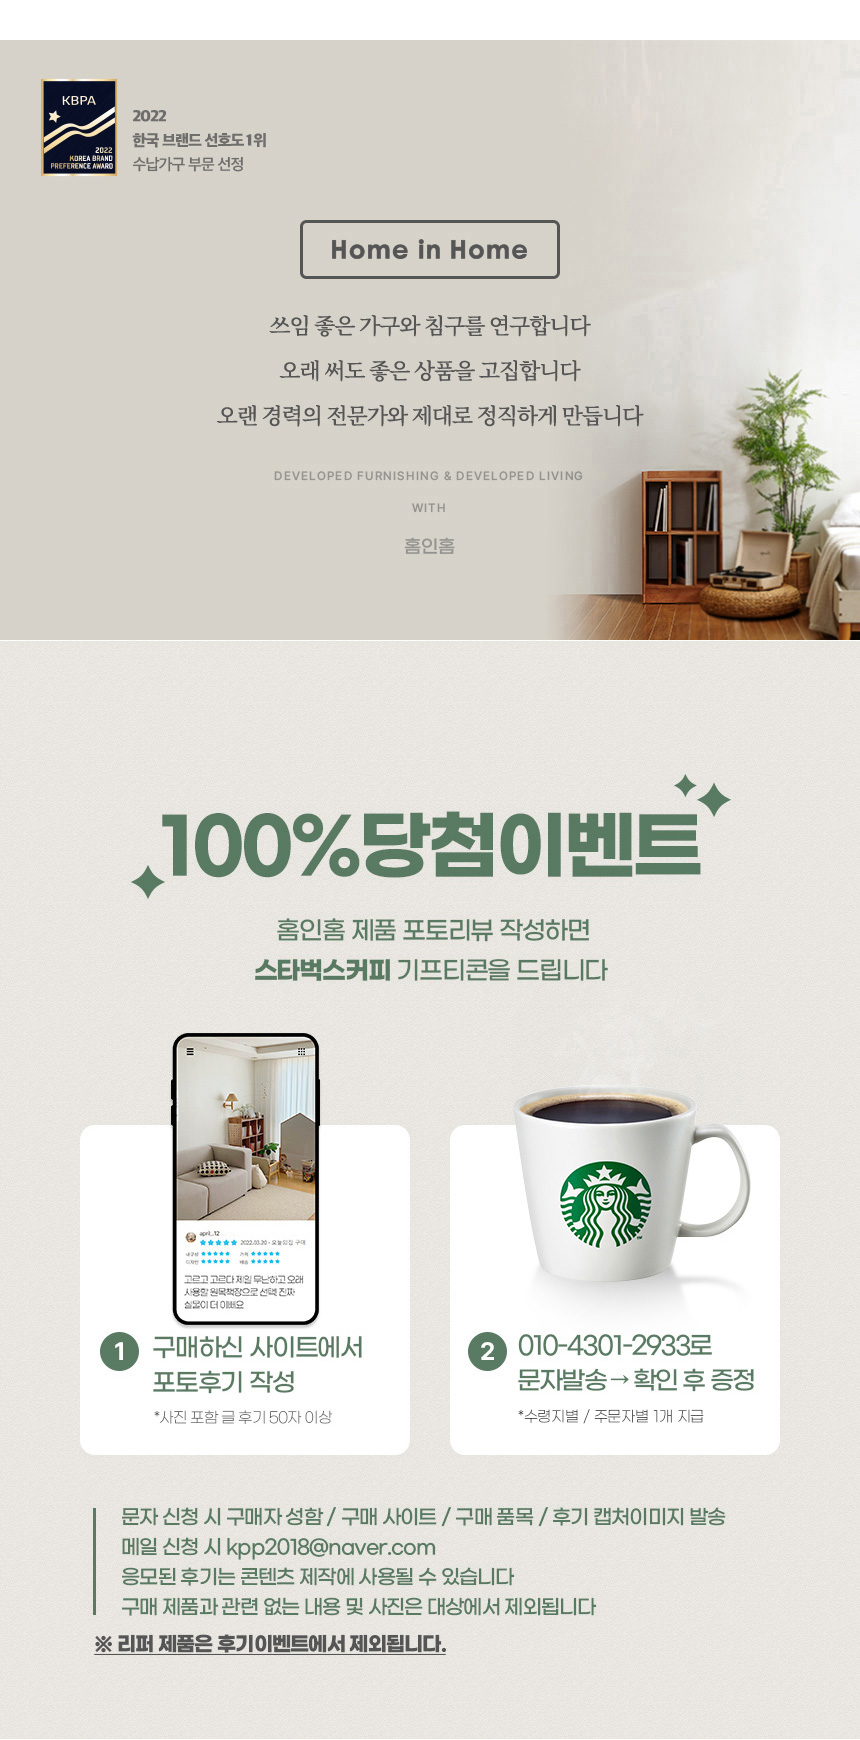 KBPA
2022
KOREA BRAND
PREFERENCE AWARD
2022
한국 브랜드 선호도 1위
수납가구 부문 선정
Home in Home
쓰임 좋은 가구와 침구를 연구합니다
오래 써도 좋은 상품을 고집합니다
오랜 경력의 전문가와 제대로 정직하게 만듭니다
DEVELOPED FURNISHING & DEVELOPED LIVING
WITH
홈인홈
100%당첨이벤트
홈인홈 제품 포토리뷰 작성하면
스타벅스커피 기프티콘을 드립니다
april_12
2022.03.20 · 오늘의집 구매
내구성 ★★★★★ 가격 ★★★★★
디자인 ★★★★★ 배송 ★★★★★
고르고 고르다 제일 무난하고 오래
사용할 원목책장으로 선택 진짜
실물이 더 이뻐요
1 구매하신 사이트에서
포토후기 작성
*사진 포함 글 후기 50자 이상
2 010-4301-2933로
문자발송→확인 후 증정
*수령지별 / 주문자별 1개 지급
문자 신청 시 구매자 성함 / 구매 사이트 / 구매 품목 / 후기 캡처이미지 발송
메일 신청 시 kpp2018@naver.com
응모된 후기는 콘텐츠 제작에 사용될 수 있습니다
구매 제품과 관련 없는 내용 및 사진은 대상에서 제외됩니다
※ 리퍼 제품은 후기이벤트에서 제외됩니다.